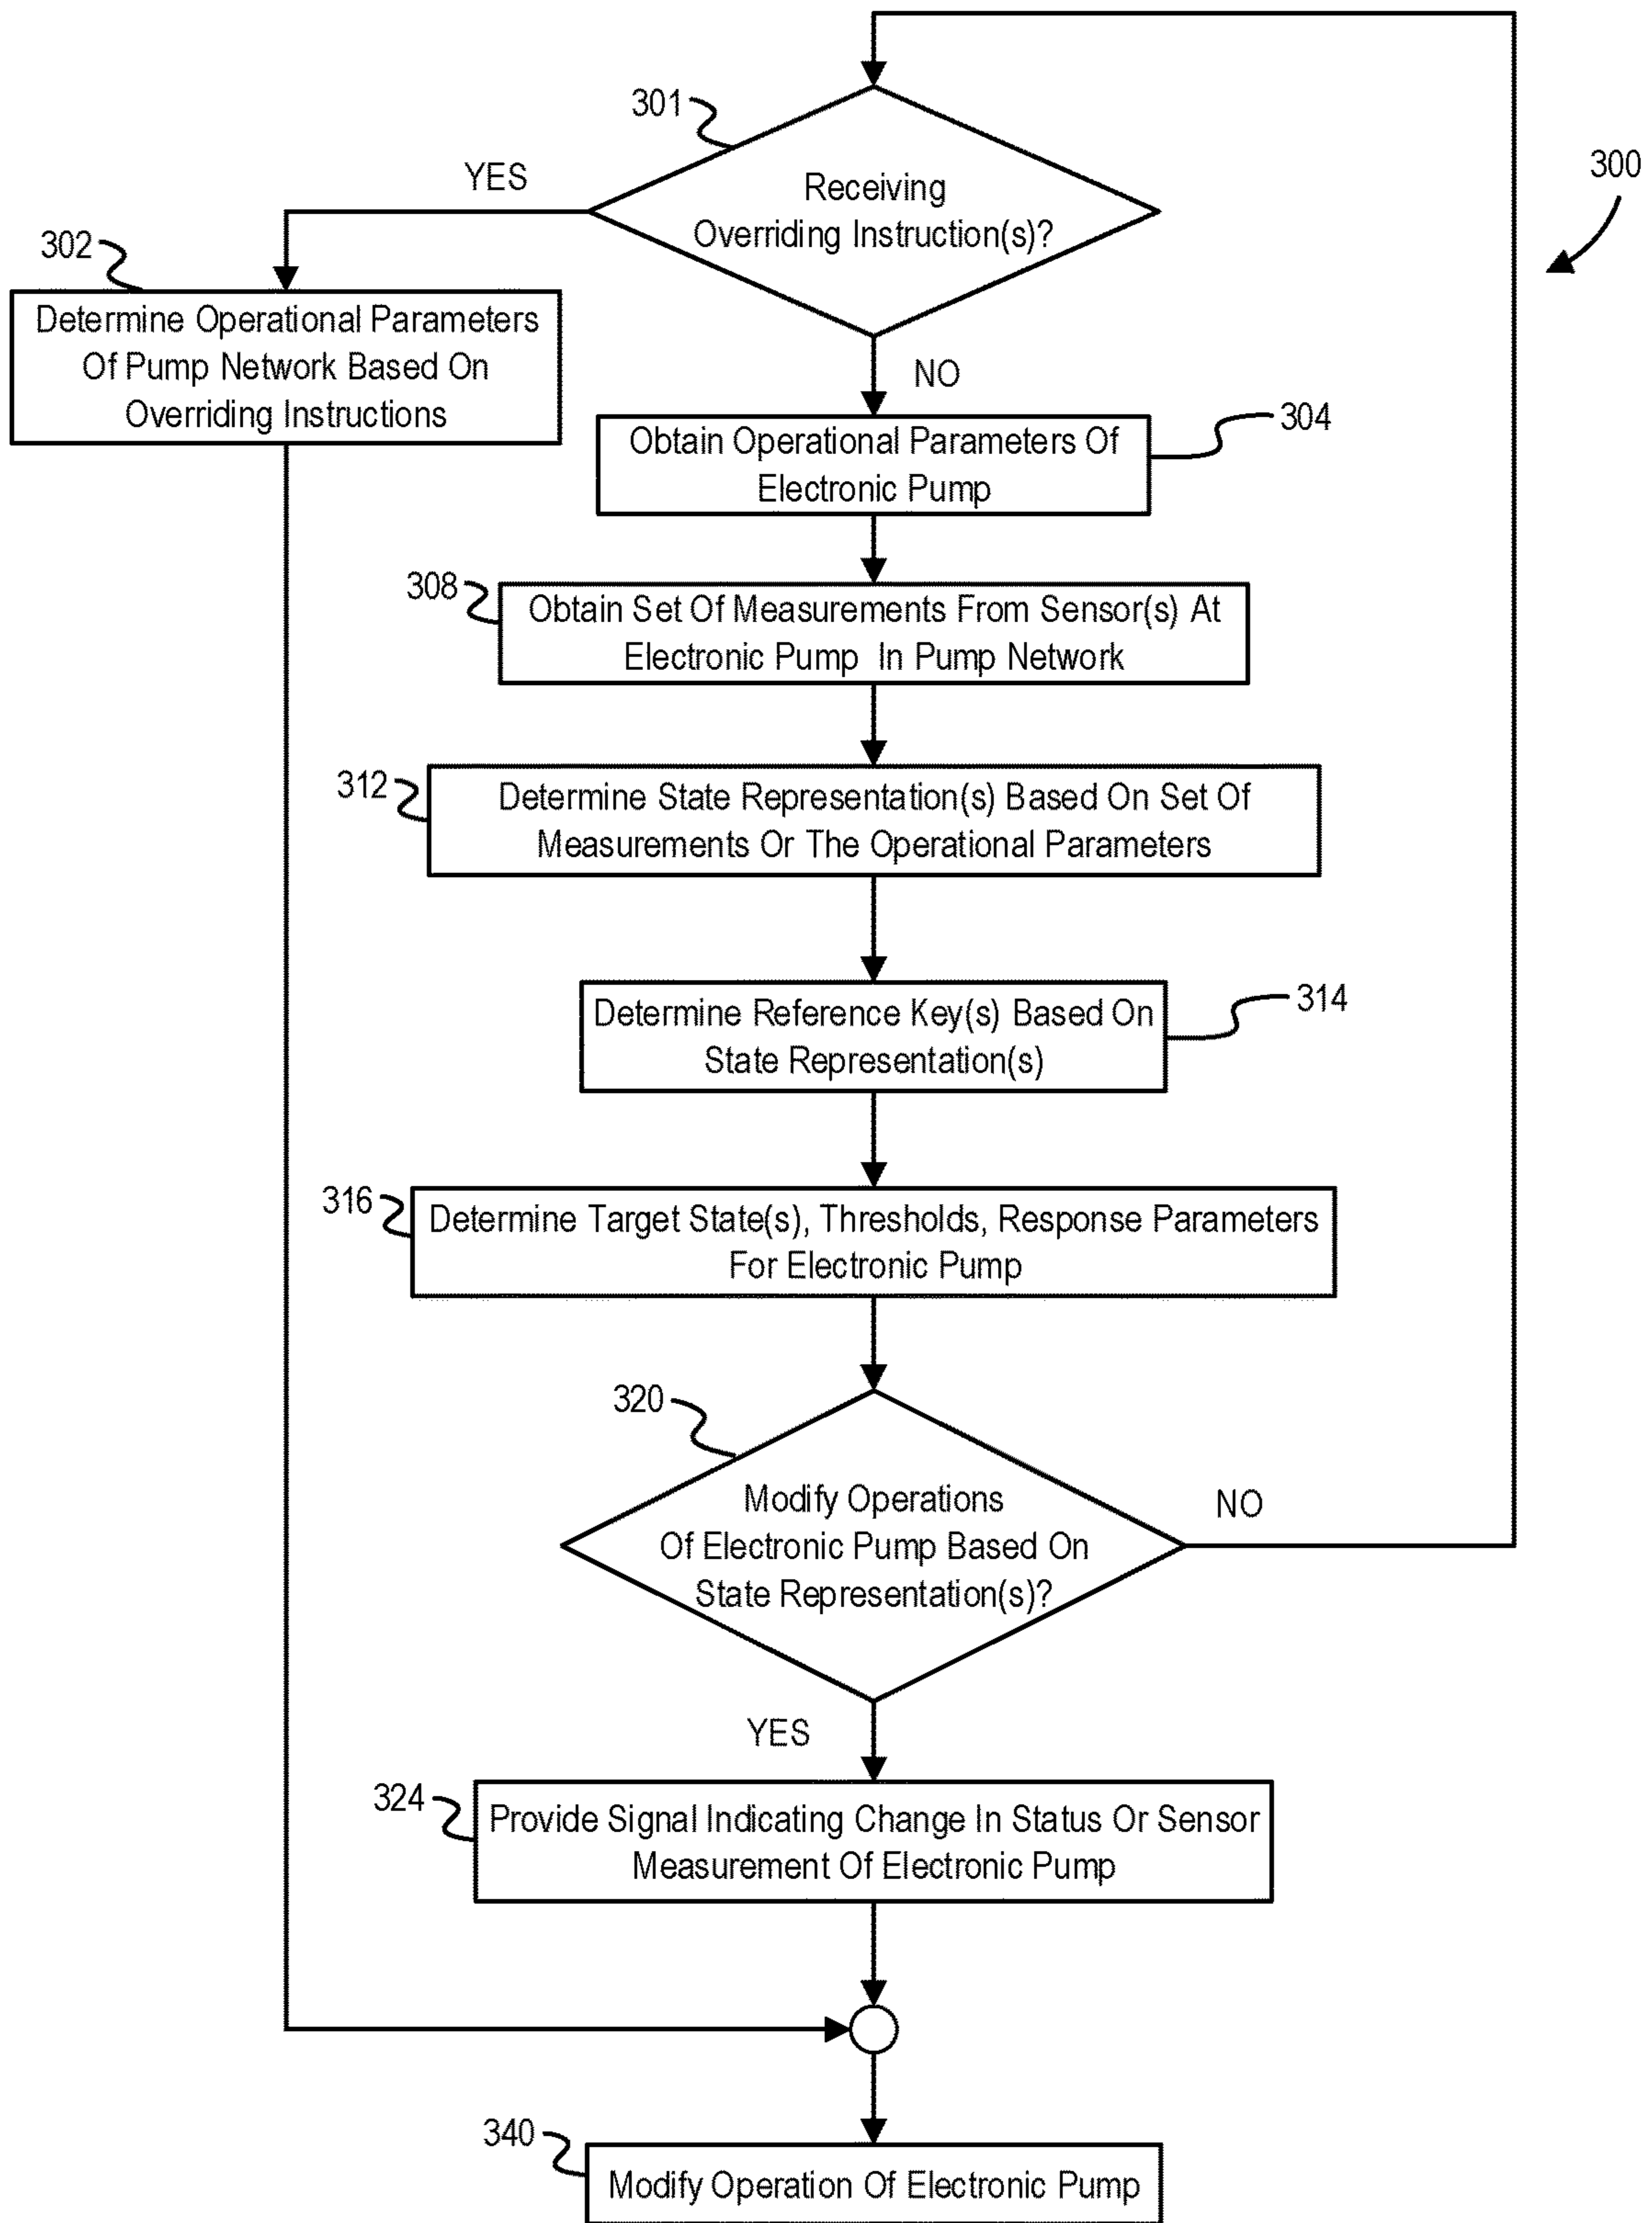 301
Receiving
Overriding Instruction(s)?
YES
300
302
Determine Operational Parameters
Of Pump Network Based On
Overriding Instructions
NO
304
Obtain Operational Parameters Of
Electronic Pump
308
Obtain Set Of Measurements From Sensor(s) At
Electronic Pump In Pump Network
312
Determine State Representation(s) Based On Set Of
Measurements Or The Operational Parameters
314
Determine Reference Key(s) Based On
State Representation(s)
316
Determine Target State(s), Thresholds, Response Parameters
For Electronic Pump
320
Modify Operations
Of Electronic Pump Based On
State Representation(s)?
NO
YES
324
Provide Signal Indicating Change In Status Or Sensor
Measurement Of Electronic Pump
340
Modify Operation Of Electronic Pump